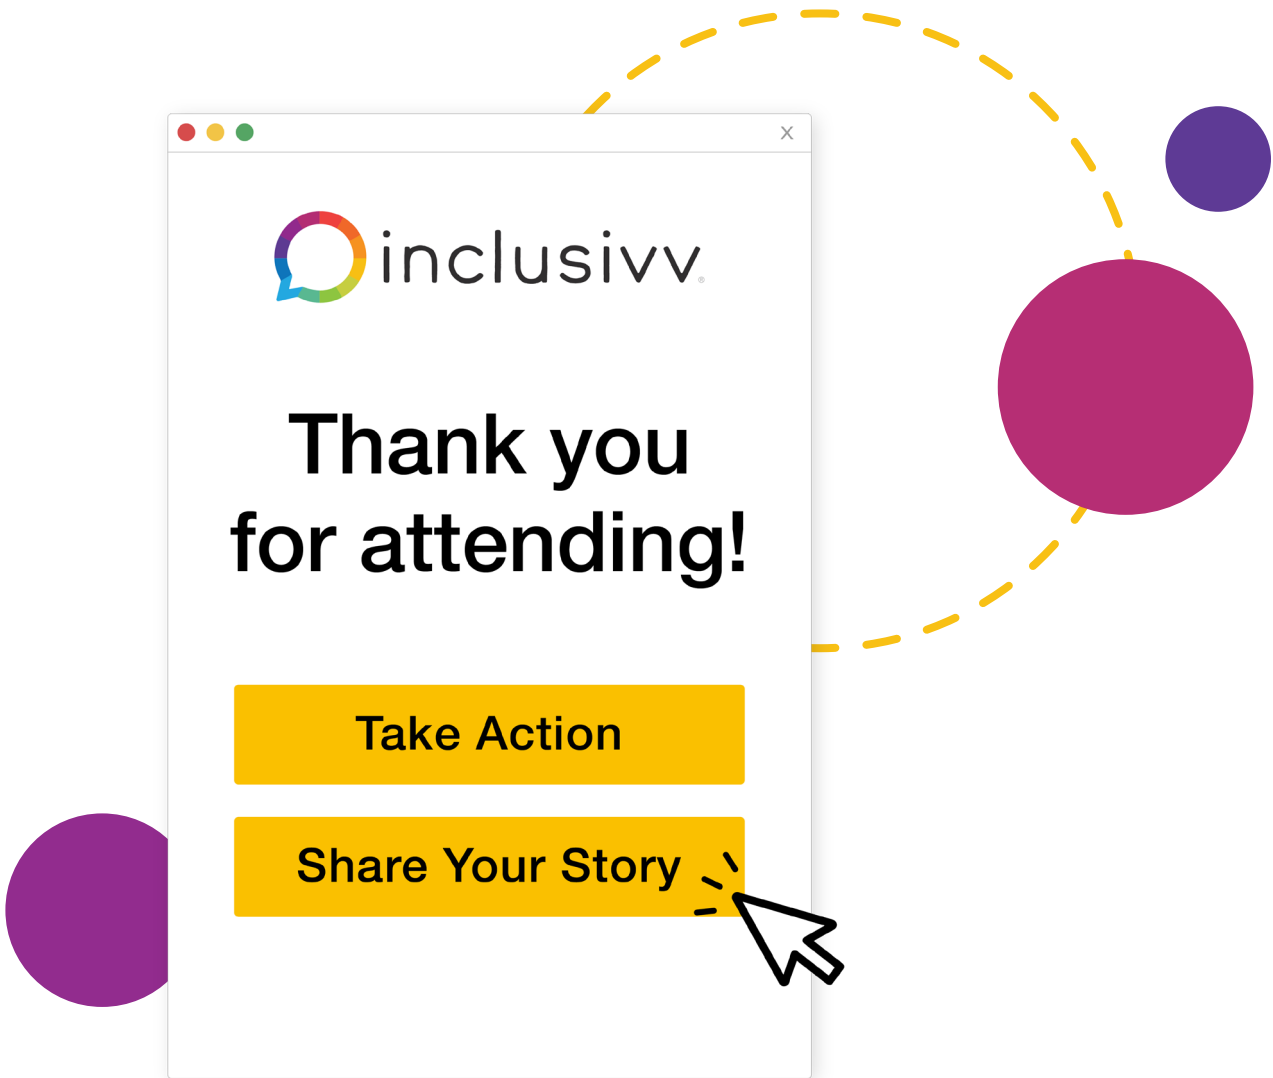 X
inclusivv®
Thank you
for attending!
Take Action
Share Your Story